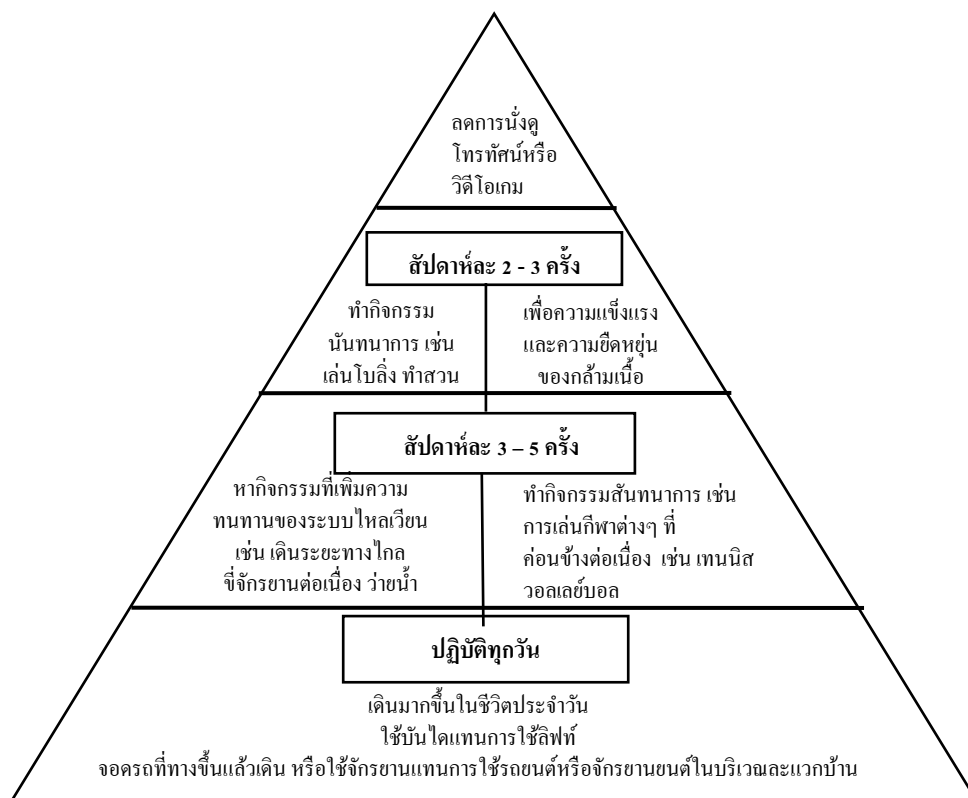 ลดการนั่งดู
โทรทัศน์หรือ
วิดีโอเกม
สัปดาห์ละ 2 - 3 ครั้ง
ทำกิจกรรม
นันทนาการ เช่น
เล่นโบลิ่ง ทำสวน
เพื่อความแข็งแรง
และความยืดหยุ่น
ของกล้ามเนื้อ
สัปดาห์ละ 3 – 5 ครั้ง
หากิจกรรมที่เพิ่มความ
ทนทานของระบบไหลเวียน
เช่น เดินระยะทางไกล
ขี่จักรยานต่อเนื่อง ว่ายน้ำ
ทำกิจกรรมสันทนาการ เช่น
การเล่นกีฬาต่างๆ ที่
ค่อนข้างต่อเนื่อง เช่น เทนนิส
วอลเลย์บอล
ปฏิบัติทุกวัน
เดินมากขึ้นในชีวิตประจำวัน
ใช้บันไดแทนการใช้ลิฟท์
จอดรถที่ทางขึ้นแล้วเดิน หรือใช้จักรยานแทนการใช้รถยนต์หรือจักรยานยนต์ในบริเวณละแวกบ้าน